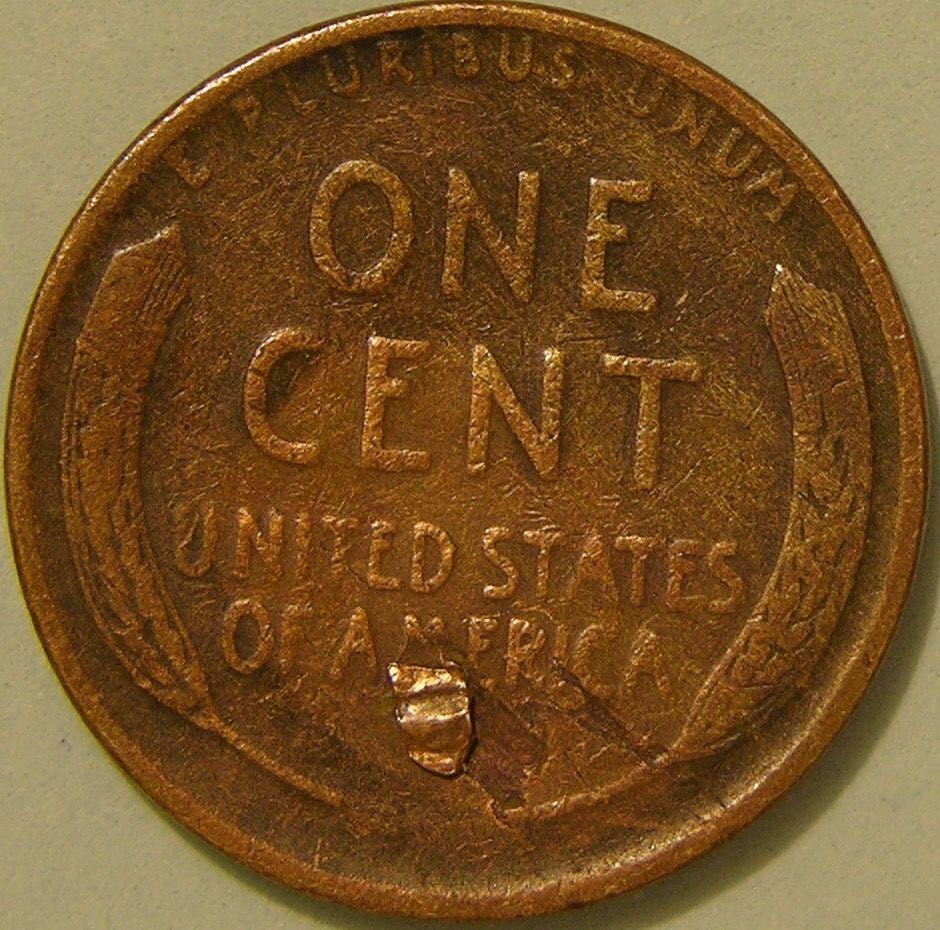 E PLURIBUS UNUM
ONE
CENT
UNITED STATES
OF AMERICA